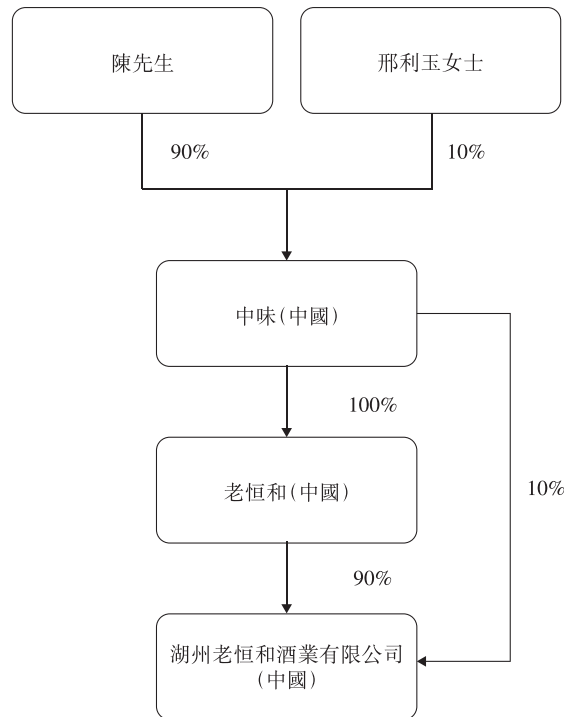 陳先生
邢利玉女士
90%
10%
中味(中國)
100%
老恒和(中國)
10%
90%
湖州老恒和酒業有限公司
(中國)